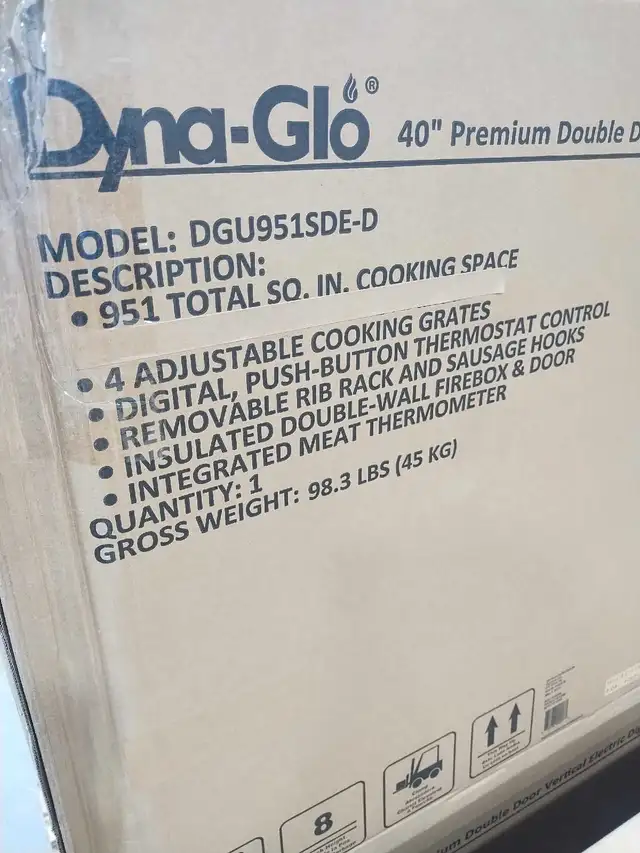 Dyna-Glo®
40" Premium Double D
MODEL: DGU951SDE-D
DESCRIPTION:
• 951 TOTAL SQ. IN. COOKING SPACE
• 4 ADJUSTABLE COOKING GRATES
• DIGITAL, PUSH-BUTTON THERMOSTAT CONTROL
• REMOVABLE RIB RACK AND SAUSAGE HOOKS
• INSULATED DOUBLE-WALL FIREBOX & DOOR
• INTEGRATED MEAT THERMOMETER
QUANTITY: 1
GROSS WEIGHT: 98.3 LBS (45 KG)
8
um Double Door Vertical Electric D